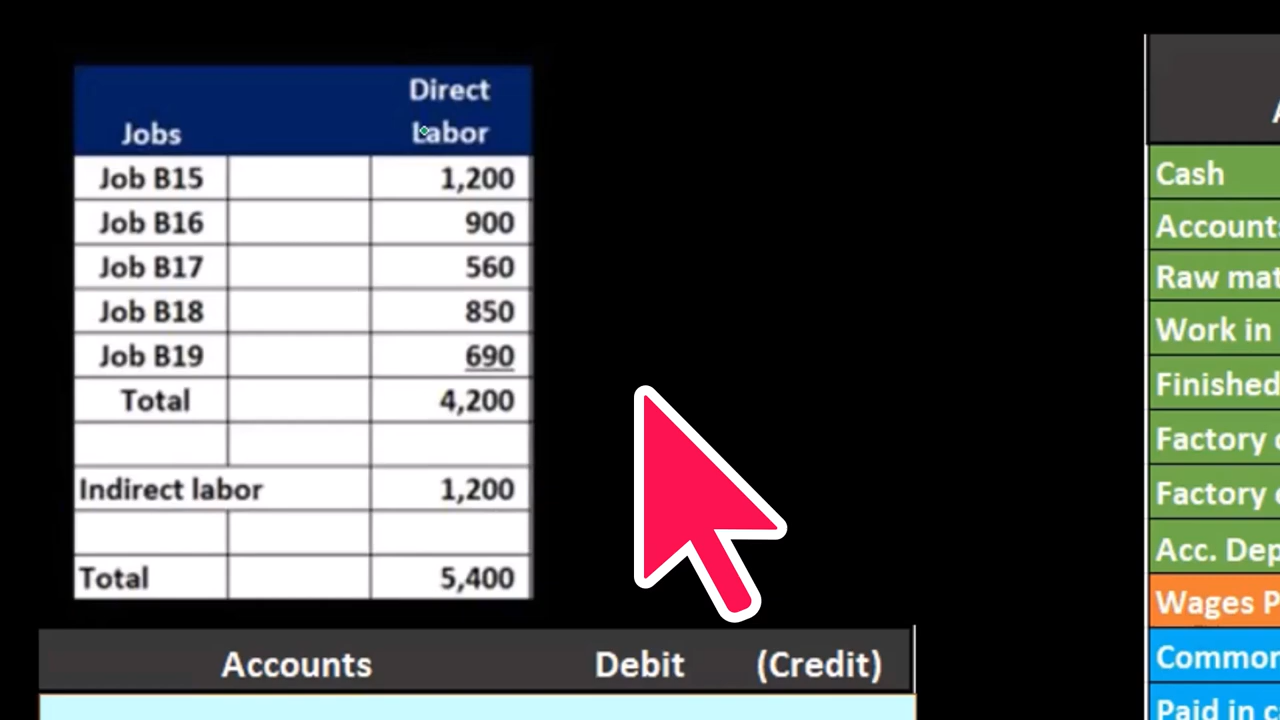 Direct
Jobs Labor
Job B15 1,200
Job B16 900
Job B17 560
Job B18 850
Job B19 690
Total 4,200
Indirect labor 1,200
Total 5,400
Accounts Debit (Credit)
Cash
Accounts
Raw mat
Work in
Finished
Factory
Factory
Acc. Dep
Wages P
Common
Paid in c